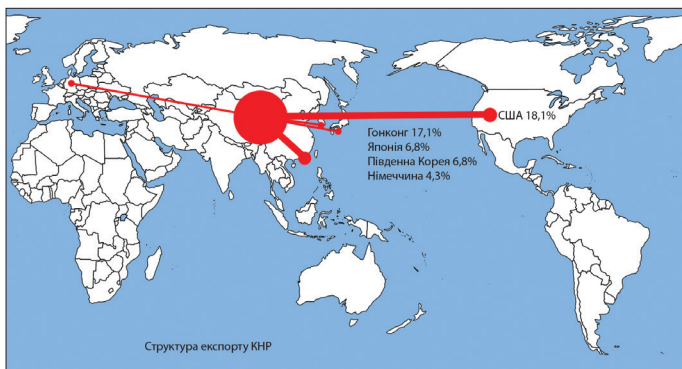 США 18,1%
Гонконг 17,1%
Японія 6,8%
Південна Корея 6,8%
Німеччина 4,3%
Структура експорту КНР